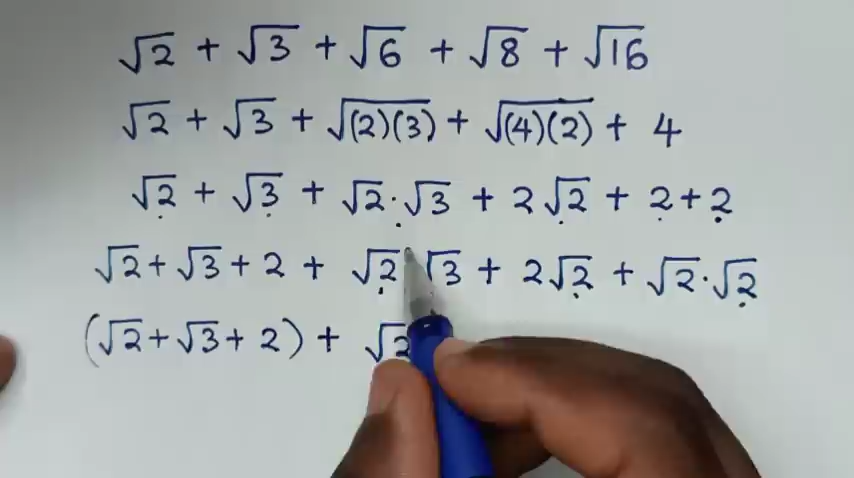 √2 + √3 + √6 + √8 + √16
√2 + √3 + √(2)(3) + √(4)(2) + 4
√2 + √3 + √2·√3 + 2√2 + 2+2
√2+√3+2 + √2 √3 + 2√2 + √2·√2
(√2+√3+2) + √2